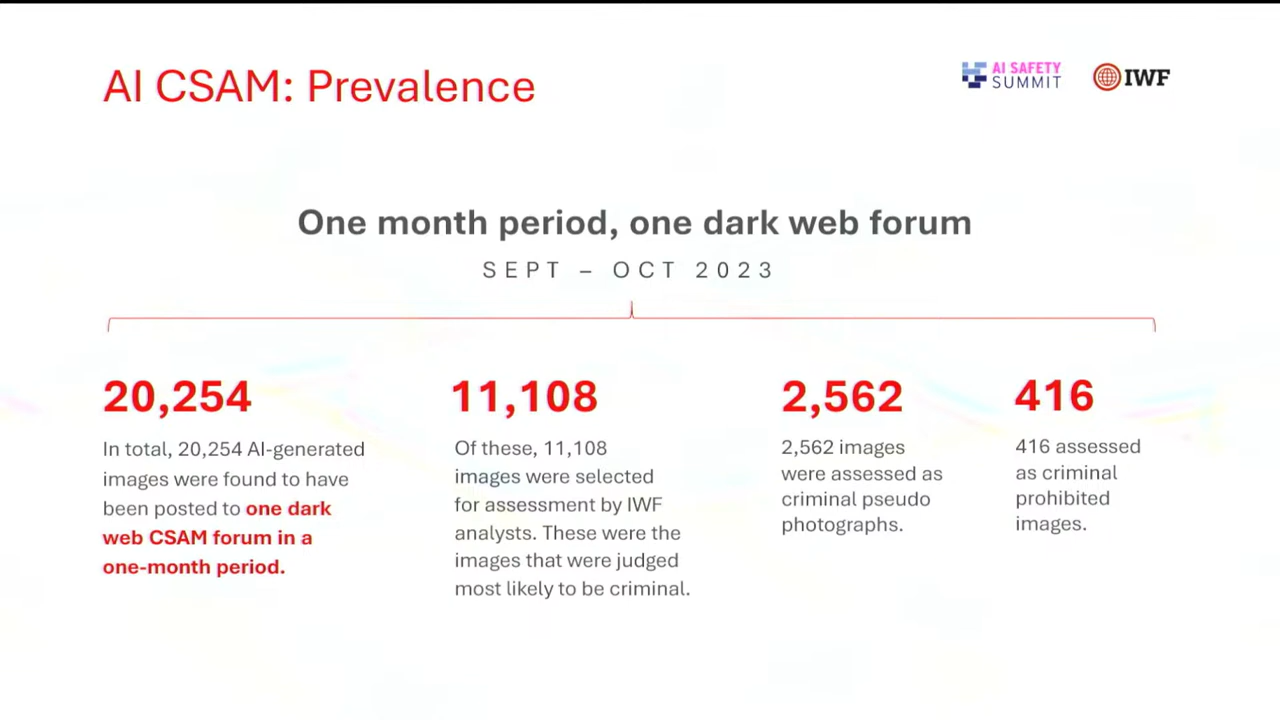 AI CSAM: Prevalence
AI SAFETY
SUMMIT
IWF
One month period, one dark web forum
SEPT – OCT 2023
20,254
In total, 20,254 AI-generated
images were found to have
been posted to one dark
web CSAM forum in a
one-month period.
11,108
Of these, 11,108
images were selected
for assessment by IWF
analysts. These were the
images that were judged
most likely to be criminal.
2,562
2,562 images
were assessed as
criminal pseudo
photographs.
416
416 assessed
as criminal
prohibited
images.